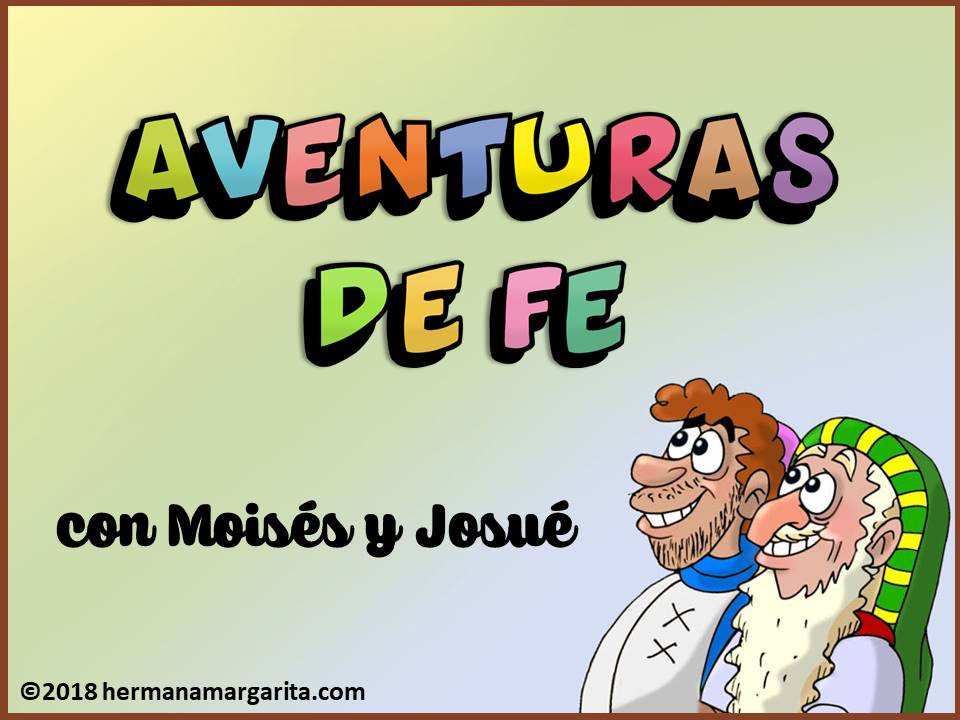 AVENTURAS
DE FE
con Moisés y Josué
©2018 hermanamargarita.com